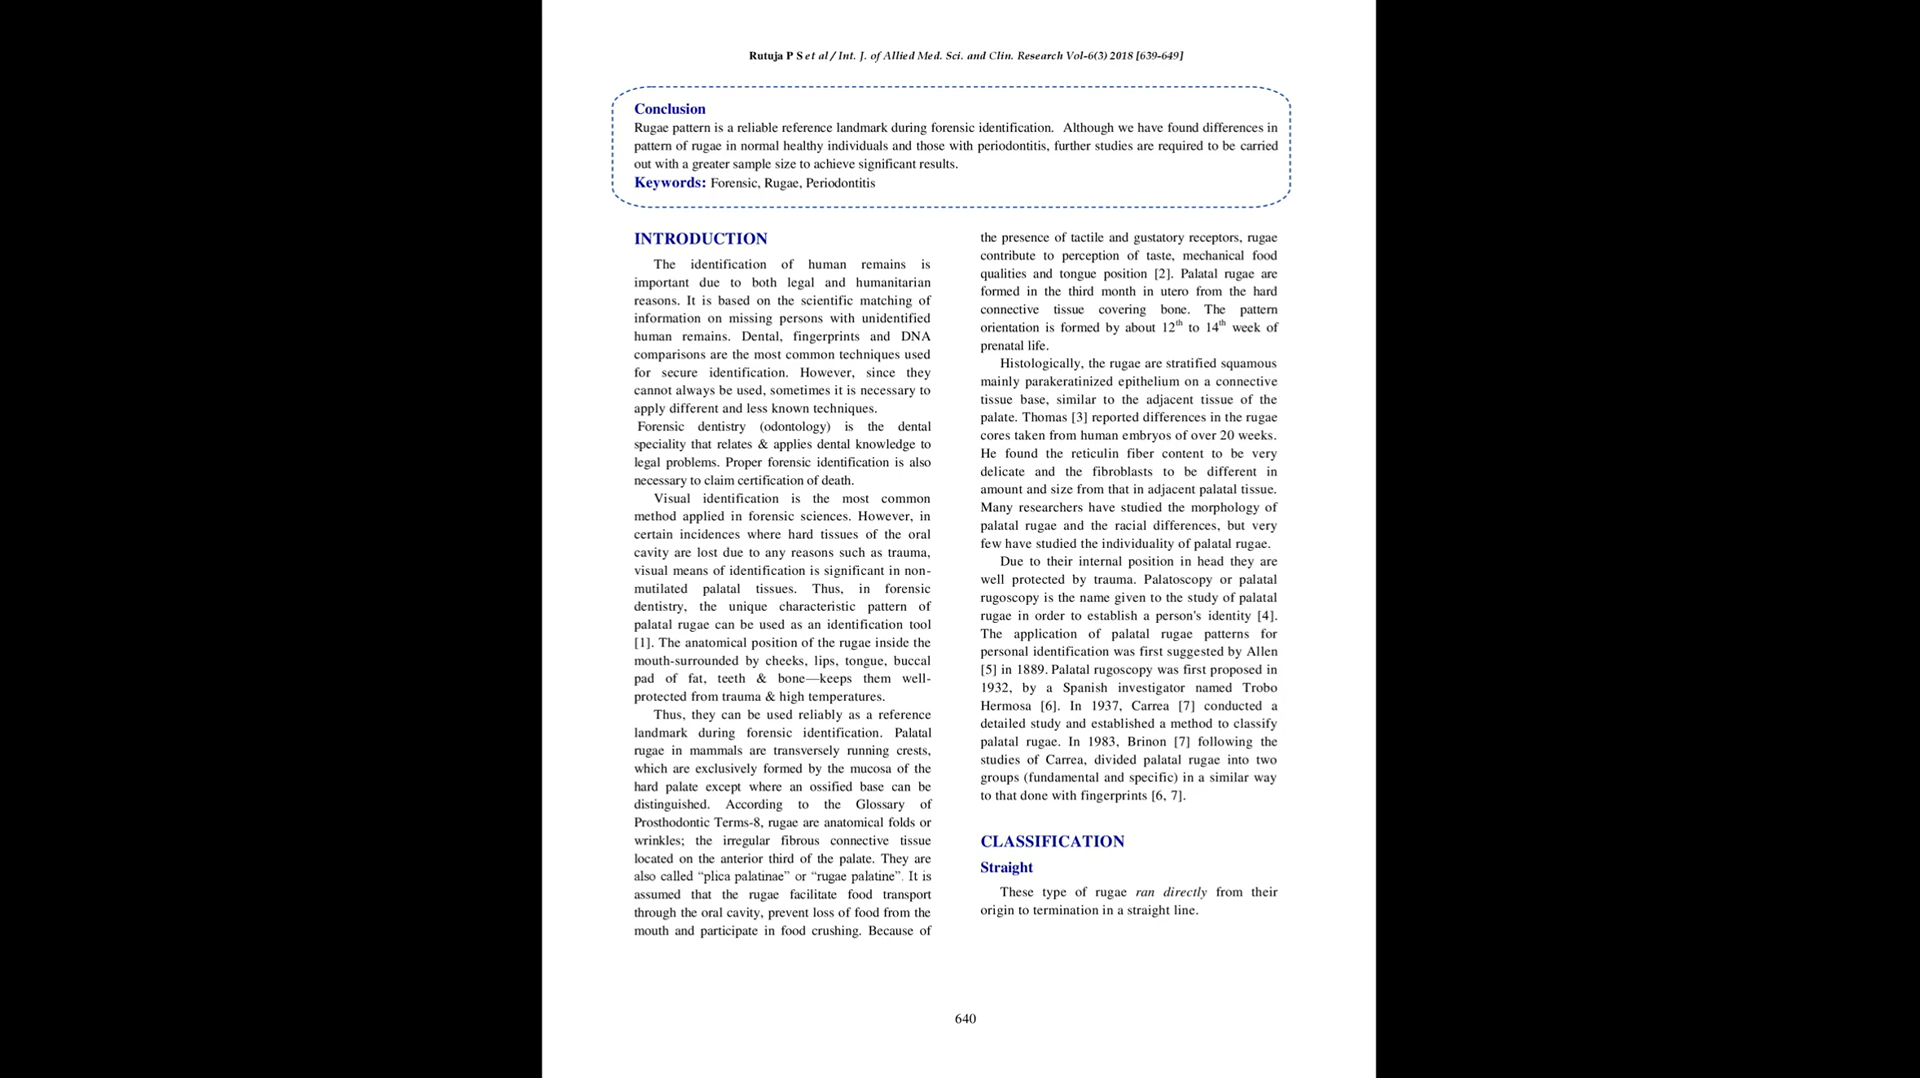 Rutuja P S et al / Int. J. of Allied Med. Sci. and Clin. Research Vol-6(3) 2018 [639-649]
Conclusion
Rugae pattern is a reliable reference landmark during forensic identification. Although we have found differences in
pattern of rugae in normal healthy individuals and those with periodontitis, further studies are required to be carried
out with a greater sample size to achieve significant results.
Keywords: Forensic, Rugae, Periodontitis
INTRODUCTION
The identification of human remains is
important due to both legal and humanitarian
reasons. It is based on the scientific matching of
information on missing persons with unidentified
human remains. Dental, fingerprints and DNA
comparisons are the most common techniques used
for secure identification. However, since they
cannot always be used, sometimes it is necessary to
apply different and less known techniques.
Forensic dentistry (odontology) is the dental
speciality that relates & applies dental knowledge to
legal problems. Proper forensic identification is also
necessary to claim certification of death.
Visual identification is the most common
method applied in forensic sciences. However, in
certain incidences where hard tissues of the oral
cavity are lost due to any reasons such as trauma,
visual means of identification is significant in non-
mutilated palatal tissues. Thus, in forensic
dentistry, the unique characteristic pattern of
palatal rugae can be used as an identification tool
[1]. The anatomical position of the rugae inside the
mouth-surrounded by cheeks, lips, tongue, buccal
pad of fat, teeth & bone—keeps them well-
protected from trauma & high temperatures.
Thus, they can be used reliably as a reference
landmark during forensic identification. Palatal
rugae in mammals are transversely running crests,
which are exclusively formed by the mucosa of the
hard palate except where an ossified base can be
distinguished. According to the Glossary of
Prosthodontic Terms-8, rugae are anatomical folds or
wrinkles; the irregular fibrous connective tissue
located on the anterior third of the palate. They are
also called “plica palatinae” or “rugae palatine”. It is
assumed that the rugae facilitate food transport
through the oral cavity, prevent loss of food from the
mouth and participate in food crushing. Because of
the presence of tactile and gustatory receptors, rugae
contribute to perception of taste, mechanical food
qualities and tongue position [2]. Palatal rugae are
formed in the third month in utero from the hard
connective tissue covering bone. The pattern
orientation is formed by about 12th to 14th week of
prenatal life.
Histologically, the rugae are stratified squamous
mainly parakeratinized epithelium on a connective
tissue base, similar to the adjacent tissue of the
palate. Thomas [3] reported differences in the rugae
cores taken from human embryos of over 20 weeks.
He found the reticulin fiber content to be very
delicate and the fibroblasts to be different in
amount and size from that in adjacent palatal tissue.
Many researchers have studied the morphology of
palatal rugae and the racial differences, but very
few have studied the individuality of palatal rugae.
Due to their internal position in head they are
well protected by trauma. Palatoscopy or palatal
rugoscopy is the name given to the study of palatal
rugae in order to establish a person's identity [4].
The application of palatal rugae patterns for
personal identification was first suggested by Allen
[5] in 1889. Palatal rugoscopy was first proposed in
1932, by a Spanish investigator named Trobo
Hermosa [6]. In 1937, Carrea [7] conducted a
detailed study and established a method to classify
palatal rugae. In 1983, Brinon [7] following the
studies of Carrea, divided palatal rugae into two
groups (fundamental and specific) in a similar way
to that done with fingerprints [6, 7].
CLASSIFICATION
Straight
These type of rugae ran directly from their
origin to termination in a straight line.
640